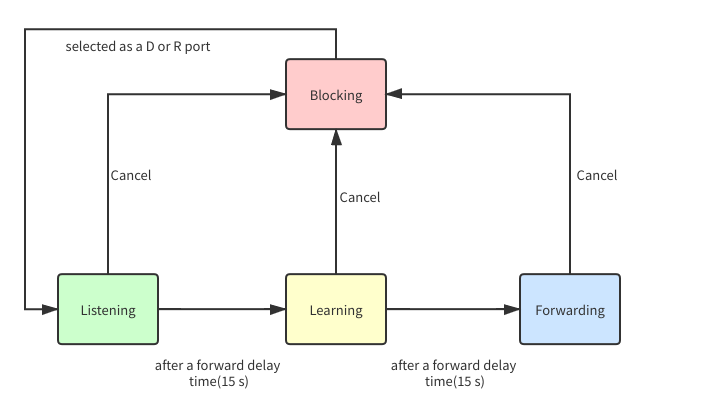 selected as a D or R port
Blocking
Cancel
Cancel
Cancel
Listening
Learning
Forwarding
after a forward delay
time(15 s)
after a forward delay
time(15 s)